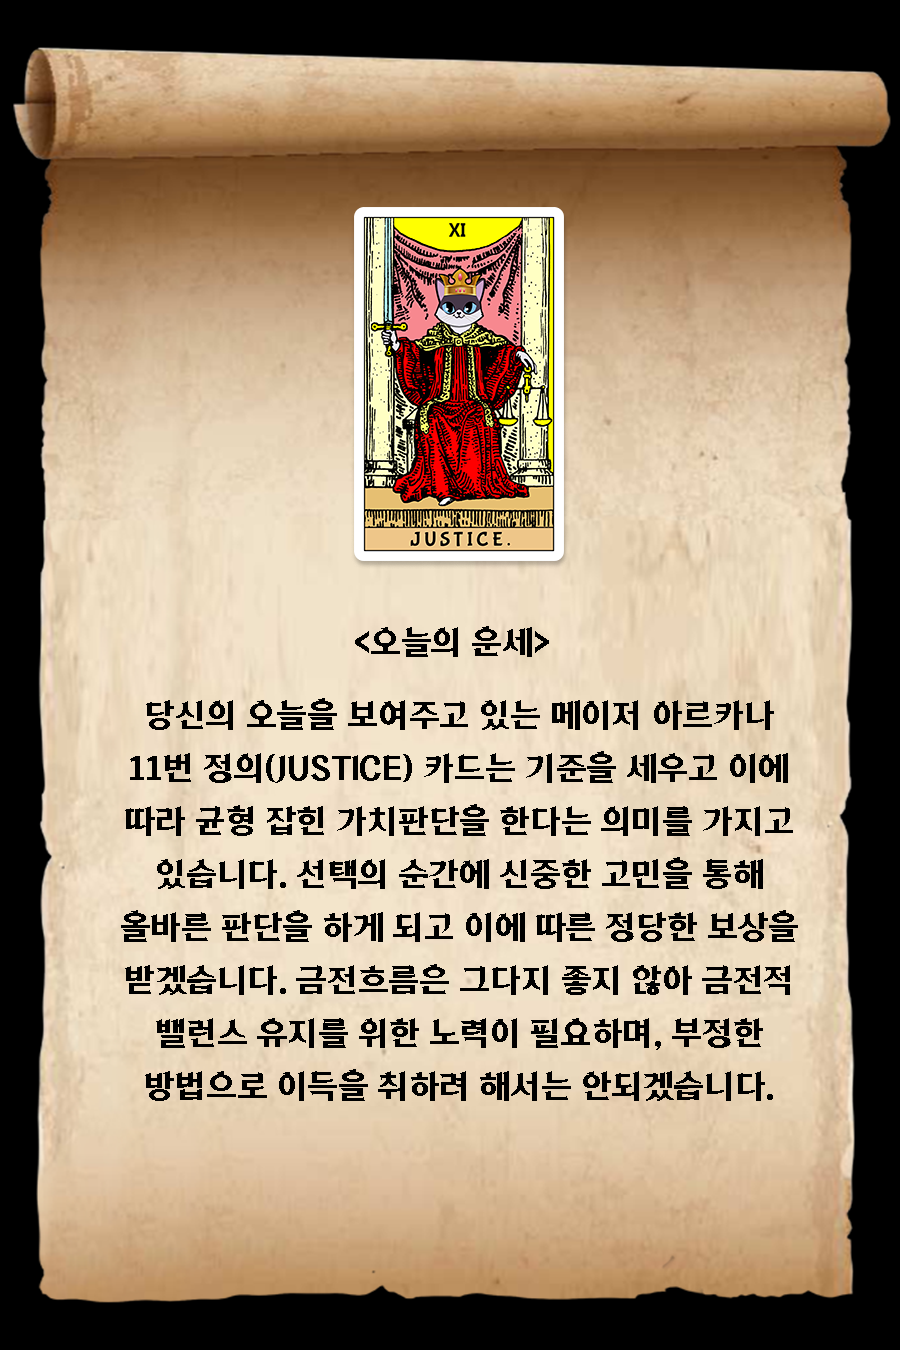 XI
JUSTICE.
<오늘의 운세>
당신의 오늘을 보여주고 있는 메이저 아르카나
11번 정의(JUSTICE) 카드는 기준을 세우고 이에
따라 균형 잡힌 가치판단을 한다는 의미를 가지고
있습니다. 선택의 순간에 신중한 고민을 통해
올바른 판단을 하게 되고 이에 따른 정당한 보상을
받겠습니다. 금전흐름은 그다지 좋지 않아 금전적
밸런스 유지를 위한 노력이 필요하며, 부정한
방법으로 이득을 취하려 해서는 안되겠습니다.